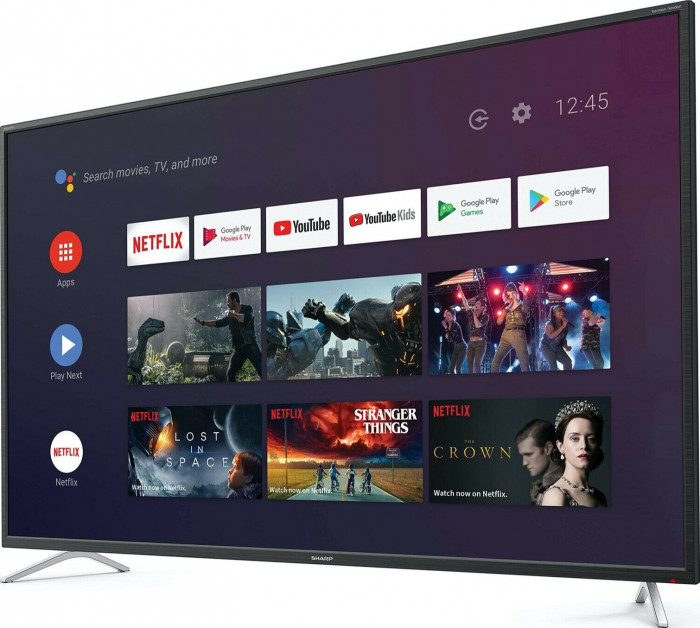 12:45
Search movies, TV, and more
NETFLIX
Google Play
Movies & TV
YouTube
YouTube Kids
Google Play
Games
Google Play
Store
Apps
Play Next
NETFLIX
Netflix
NETFLIX
LOST
IN
SPACE
Watch now on Netflix.
NETFLIX
STRANGER
THINGS
Watch now on Netflix.
NETFLIX
THE
CROWN
Watch now on Netflix.
SHARP